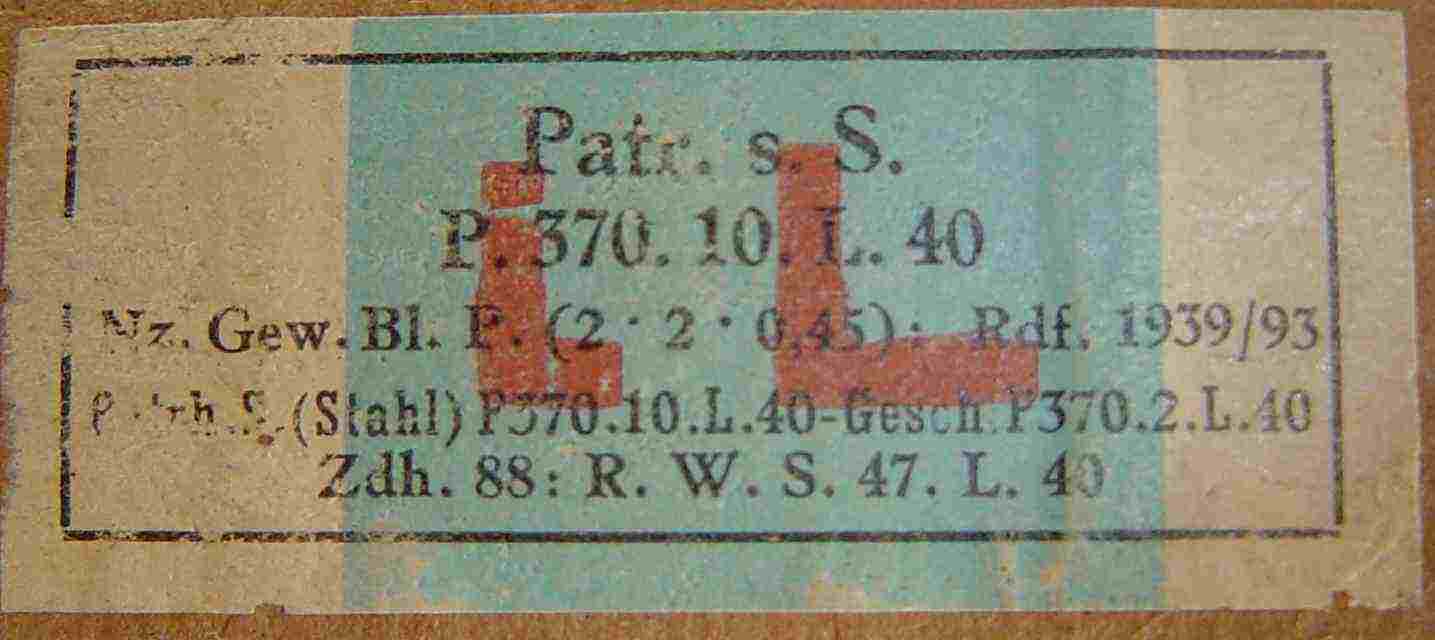 Patr. s. S.
P. 370. 10. L. 40
Nz. Gew. Bl. P. (2 · 2 · 0,45): Rdf. 1939/93
(Stahl) P370.10.L.40-Gesch.P370.2.L.40
Zdh. 88: R. W. S. 47. L. 40
iL